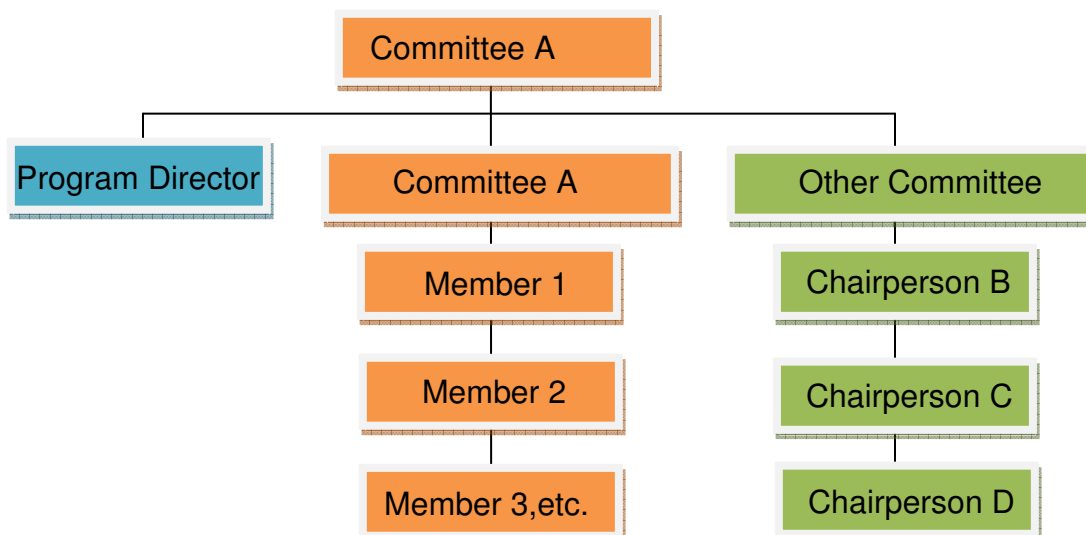 Committee A
Program Director
Committee A
Other Committee
Member 1
Chairperson B
Member 2
Chairperson C
Member 3,etc.
Chairperson D